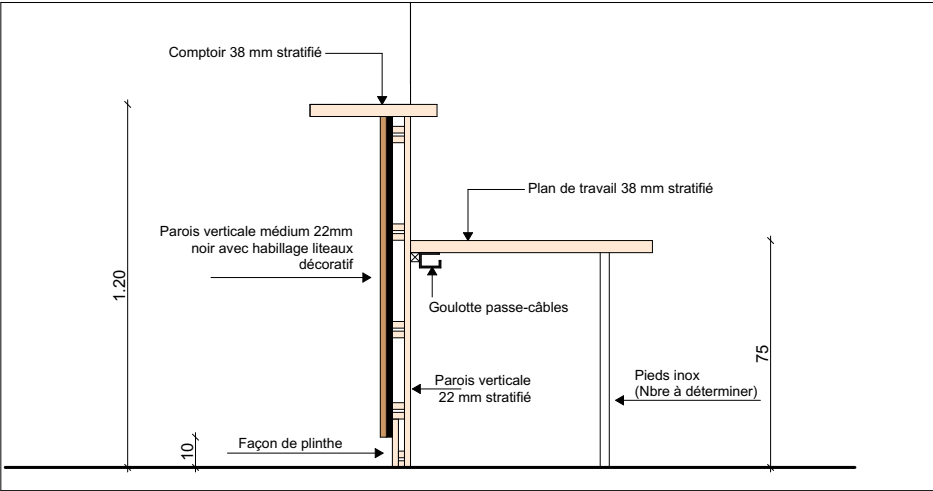 Comptoir 38 mm stratifié
Plan de travail 38 mm stratifié
Parois verticale médium 22mm
noir avec habillage liteaux
décoratif
1.20
Goulotte passe-câbles
75
Parois verticale
22 mm stratifié
Pieds inox
(Nbre à déterminer)
Façon de plinthe
10